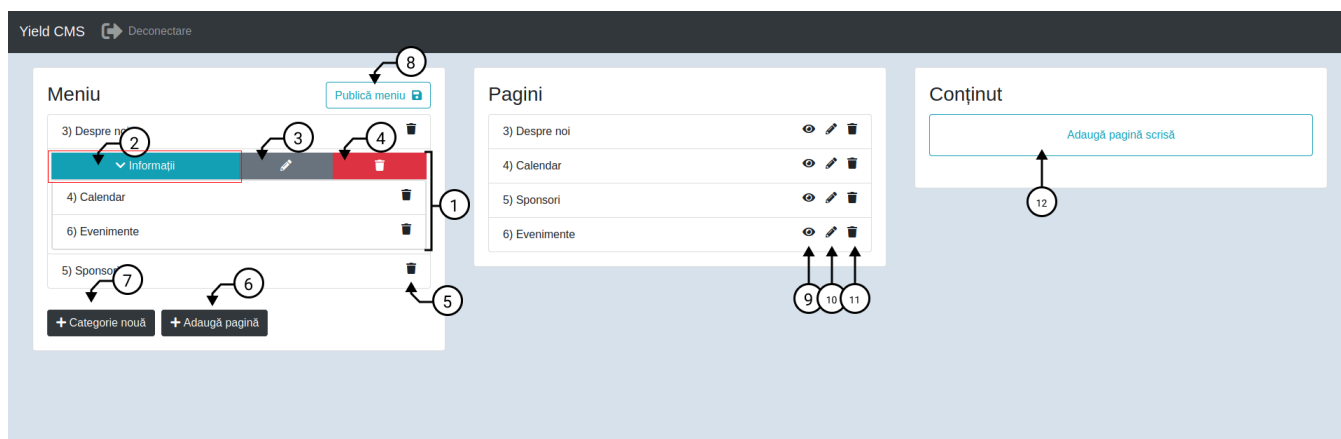 Yield CMS Deconectare
8
Meniu
Publică meniu
3) Despre noi
2
3
4
Informații
4) Calendar
1
6) Evenimente
5) Sponsori
7
6
5
+ Categorie nouă
+ Adaugă pagină
Pagini
3) Despre noi
4) Calendar
5) Sponsori
6) Evenimente
9
10
11
Conținut
Adaugă pagină scrisă
12